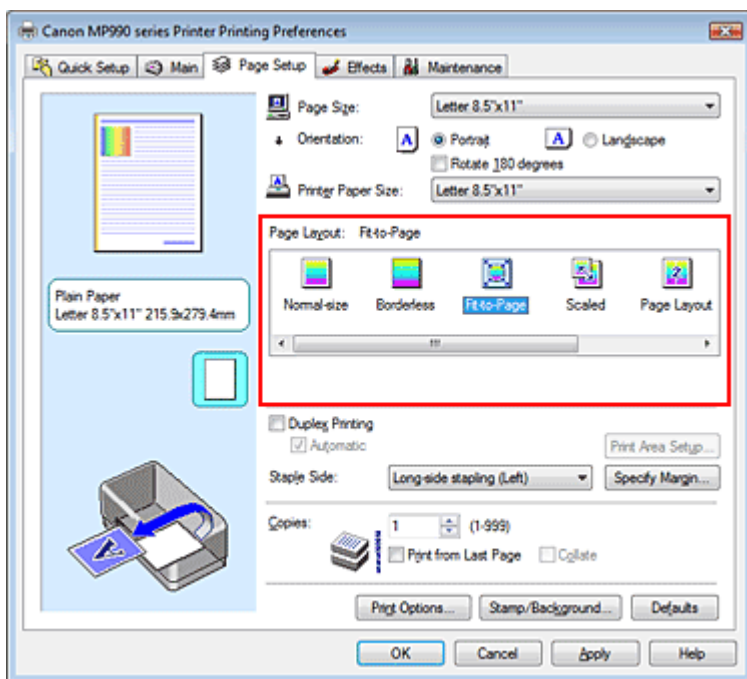 Canon MP990 series Printer Printing Preferences
Quick Setup Main Page Setup Effects Maintenance
Page Size: Letter 8.5"x11"
Orientation: A Portrait A Landscape
Rotate 180 degrees
Printer Paper Size: Letter 8.5"x11"
Page Layout: Fit-to-Page
Normal-size Borderless Fit-to-Page Scaled Page Layout
Plain Paper
Letter 8.5"x11" 215.9x279.4mm
Duplex Printing
Automatic
Print Area Setup...
Staple Side: Long-side stapling (Left) Specify Margin...
Copies: 1 (1-999)
Print from Last Page Collate
Print Options... Stamp/Background... Defaults
OK Cancel Apply Help